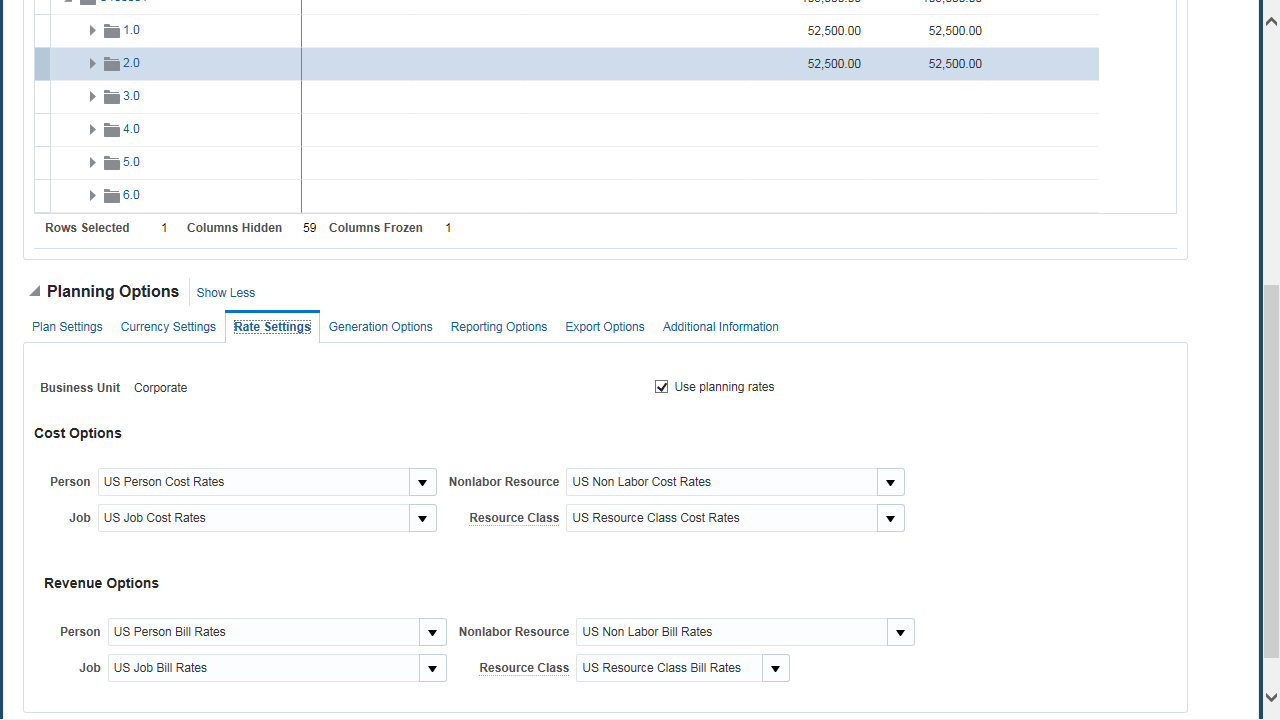 1.0 52,500.00 52,500.00
2.0 52,500.00 52,500.00
3.0
4.0
5.0
6.0
Rows Selected 1 Columns Hidden 59 Columns Frozen 1
Planning Options Show Less
Plan Settings Currency Settings Rate Settings Generation Options Reporting Options Export Options Additional Information
Business Unit Corporate Use planning rates
Cost Options
Person US Person Cost Rates Nonlabor Resource US Non Labor Cost Rates
Job US Job Cost Rates Resource Class US Resource Class Cost Rates
Revenue Options
Person US Person Bill Rates Nonlabor Resource US Non Labor Bill Rates
Job US Job Bill Rates Resource Class US Resource Class Bill Rates